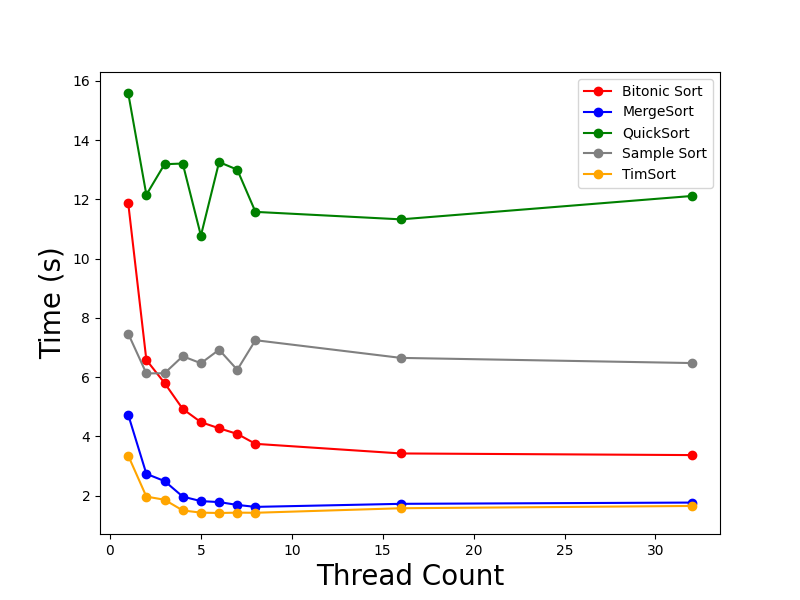 16
14
12
10
8
6
4
2
Time (s)
0 5 10 15 20 25 30
Thread Count
Bitonic Sort
MergeSort
QuickSort
Sample Sort
TimSort